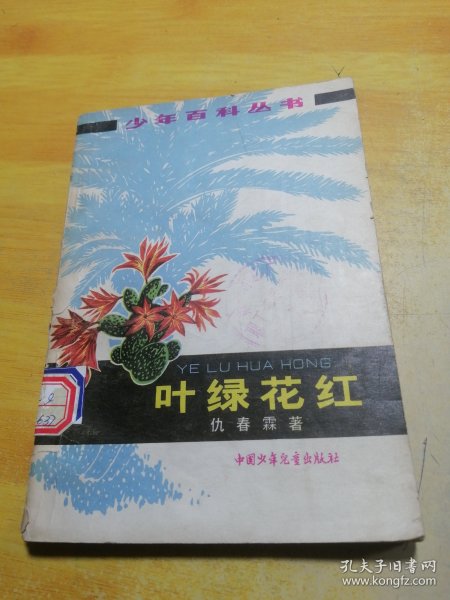 少年百科丛书
YE LU HUA HONG
叶绿花红
仇春霖著
中国少年儿童出版社
孔夫子旧书网
www.kongfz.com